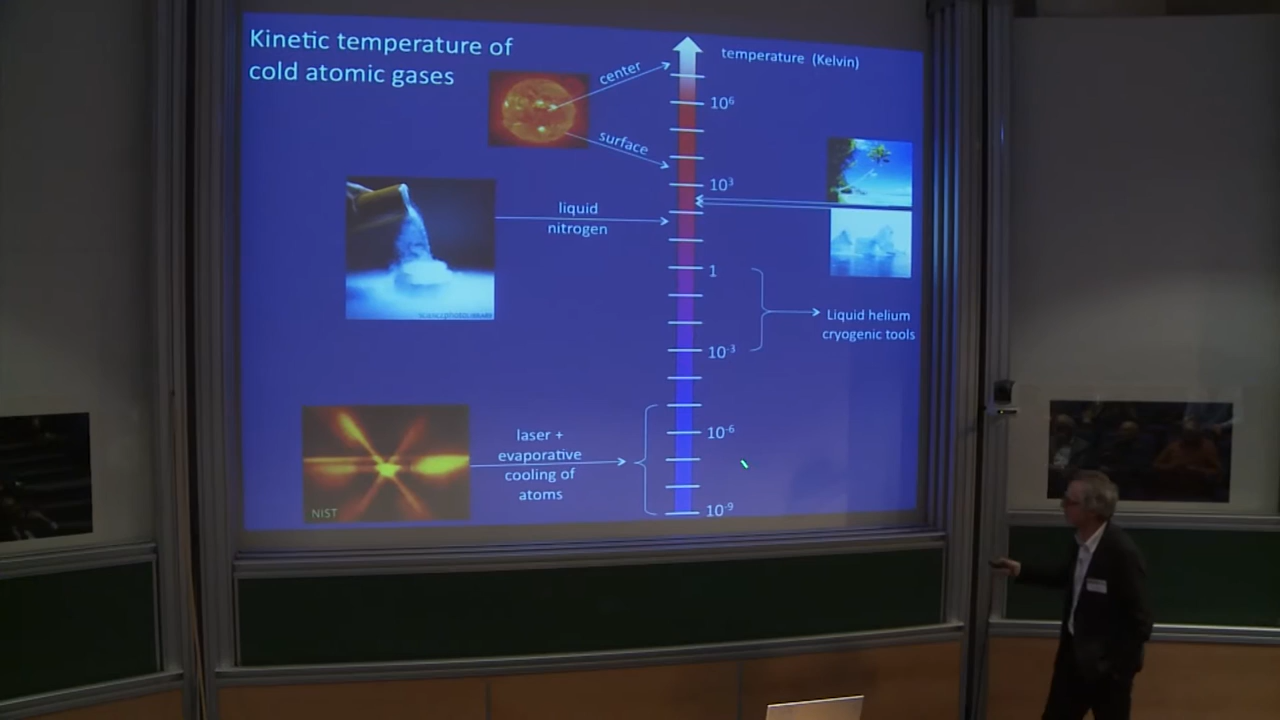 Kinetic temperature of
cold atomic gases
temperature (Kelvin)
center
10⁶
surface
10³
liquid
nitrogen
1
Liquid helium
cryogenic tools
10⁻³
laser +
evaporative
cooling of
atoms
10⁻⁶
NIST
10⁻⁹